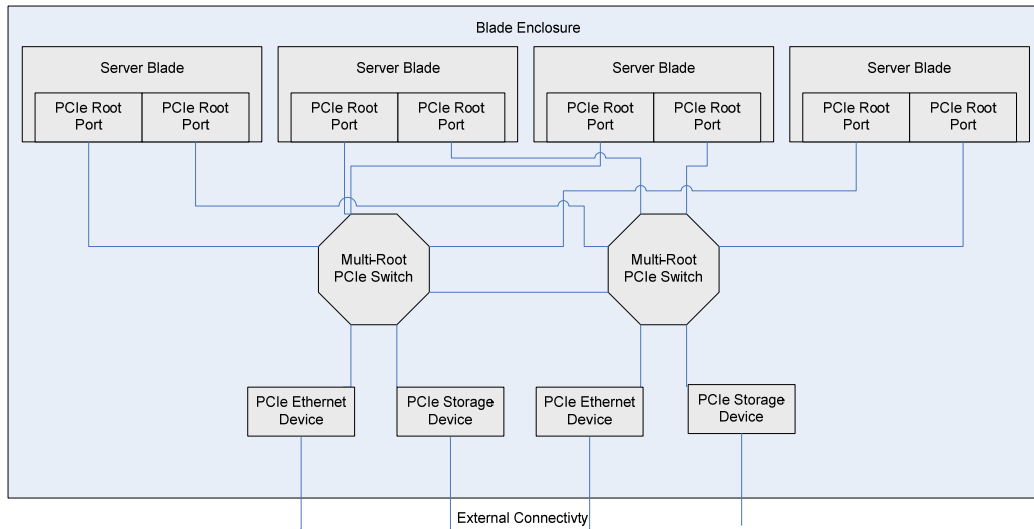 Blade Enclosure
Server Blade
Server Blade
Server Blade
Server Blade
PCIe Root
Port
PCIe Root
Port
PCIe Root
Port
PCIe Root
Port
PCIe Root
Port
PCIe Root
Port
PCIe Root
Port
PCIe Root
Port
Multi-Root
PCIe Switch
Multi-Root
PCIe Switch
PCIe Ethernet
Device
PCIe Storage
Device
PCIe Ethernet
Device
PCIe Storage
Device
External Connectivty